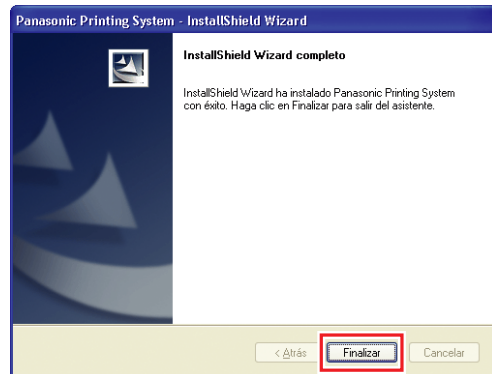 Panasonic Printing System - InstallShield Wizard
InstallShield Wizard completo
InstallShield Wizard ha instalado Panasonic Printing System
con éxito. Haga clic en Finalizar para salir del asistente.
< Atrás Finalizar Cancelar